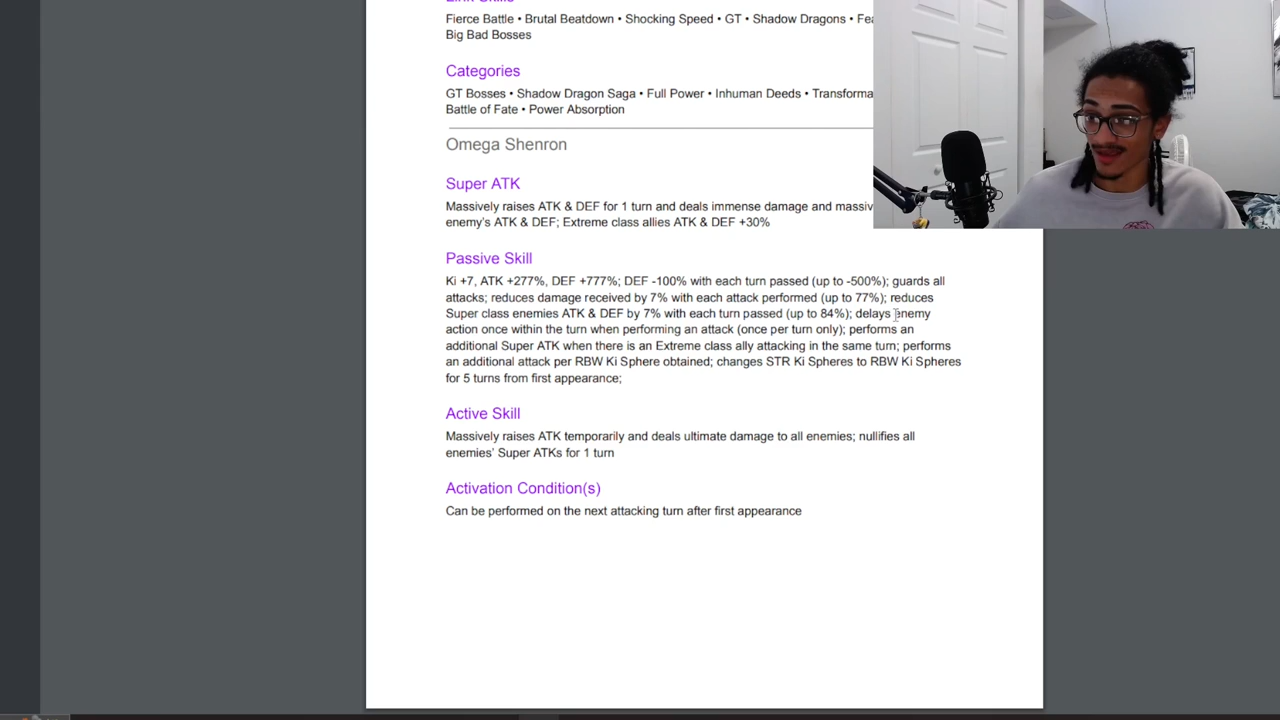 Fierce Battle • Brutal Beatdown • Shocking Speed • GT • Shadow Dragons •
Big Bad Bosses
Categories
GT Bosses • Shadow Dragon Saga • Full Power • Inhuman Deeds •
Battle of Fate • Power Absorption
Omega Shenron
Super ATK
Massively raises ATK & DEF for 1 turn and deals immense damage and
enemy's ATK & DEF; Extreme class allies ATK & DEF +30%
Passive Skill
Ki +7, ATK +277%, DEF +777%; DEF -100% with each turn passed (up to -500%); guards all
attacks; reduces damage received by 7% with each attack performed (up to 77%); reduces
Super class enemies ATK & DEF by 7% with each turn passed (up to 84%); delays enemy
action once within the turn when performing an attack (once per turn only); performs an
additional Super ATK when there is an Extreme class ally attacking in the same turn; performs
an additional attack per RBW Ki Sphere obtained; changes STR Ki Spheres to RBW Ki Spheres
for 5 turns from first appearance;
Active Skill
Massively raises ATK temporarily and deals ultimate damage to all enemies; nullifies all
enemies' Super ATKs for 1 turn
Activation Condition(s)
Can be performed on the next attacking turn after first appearance